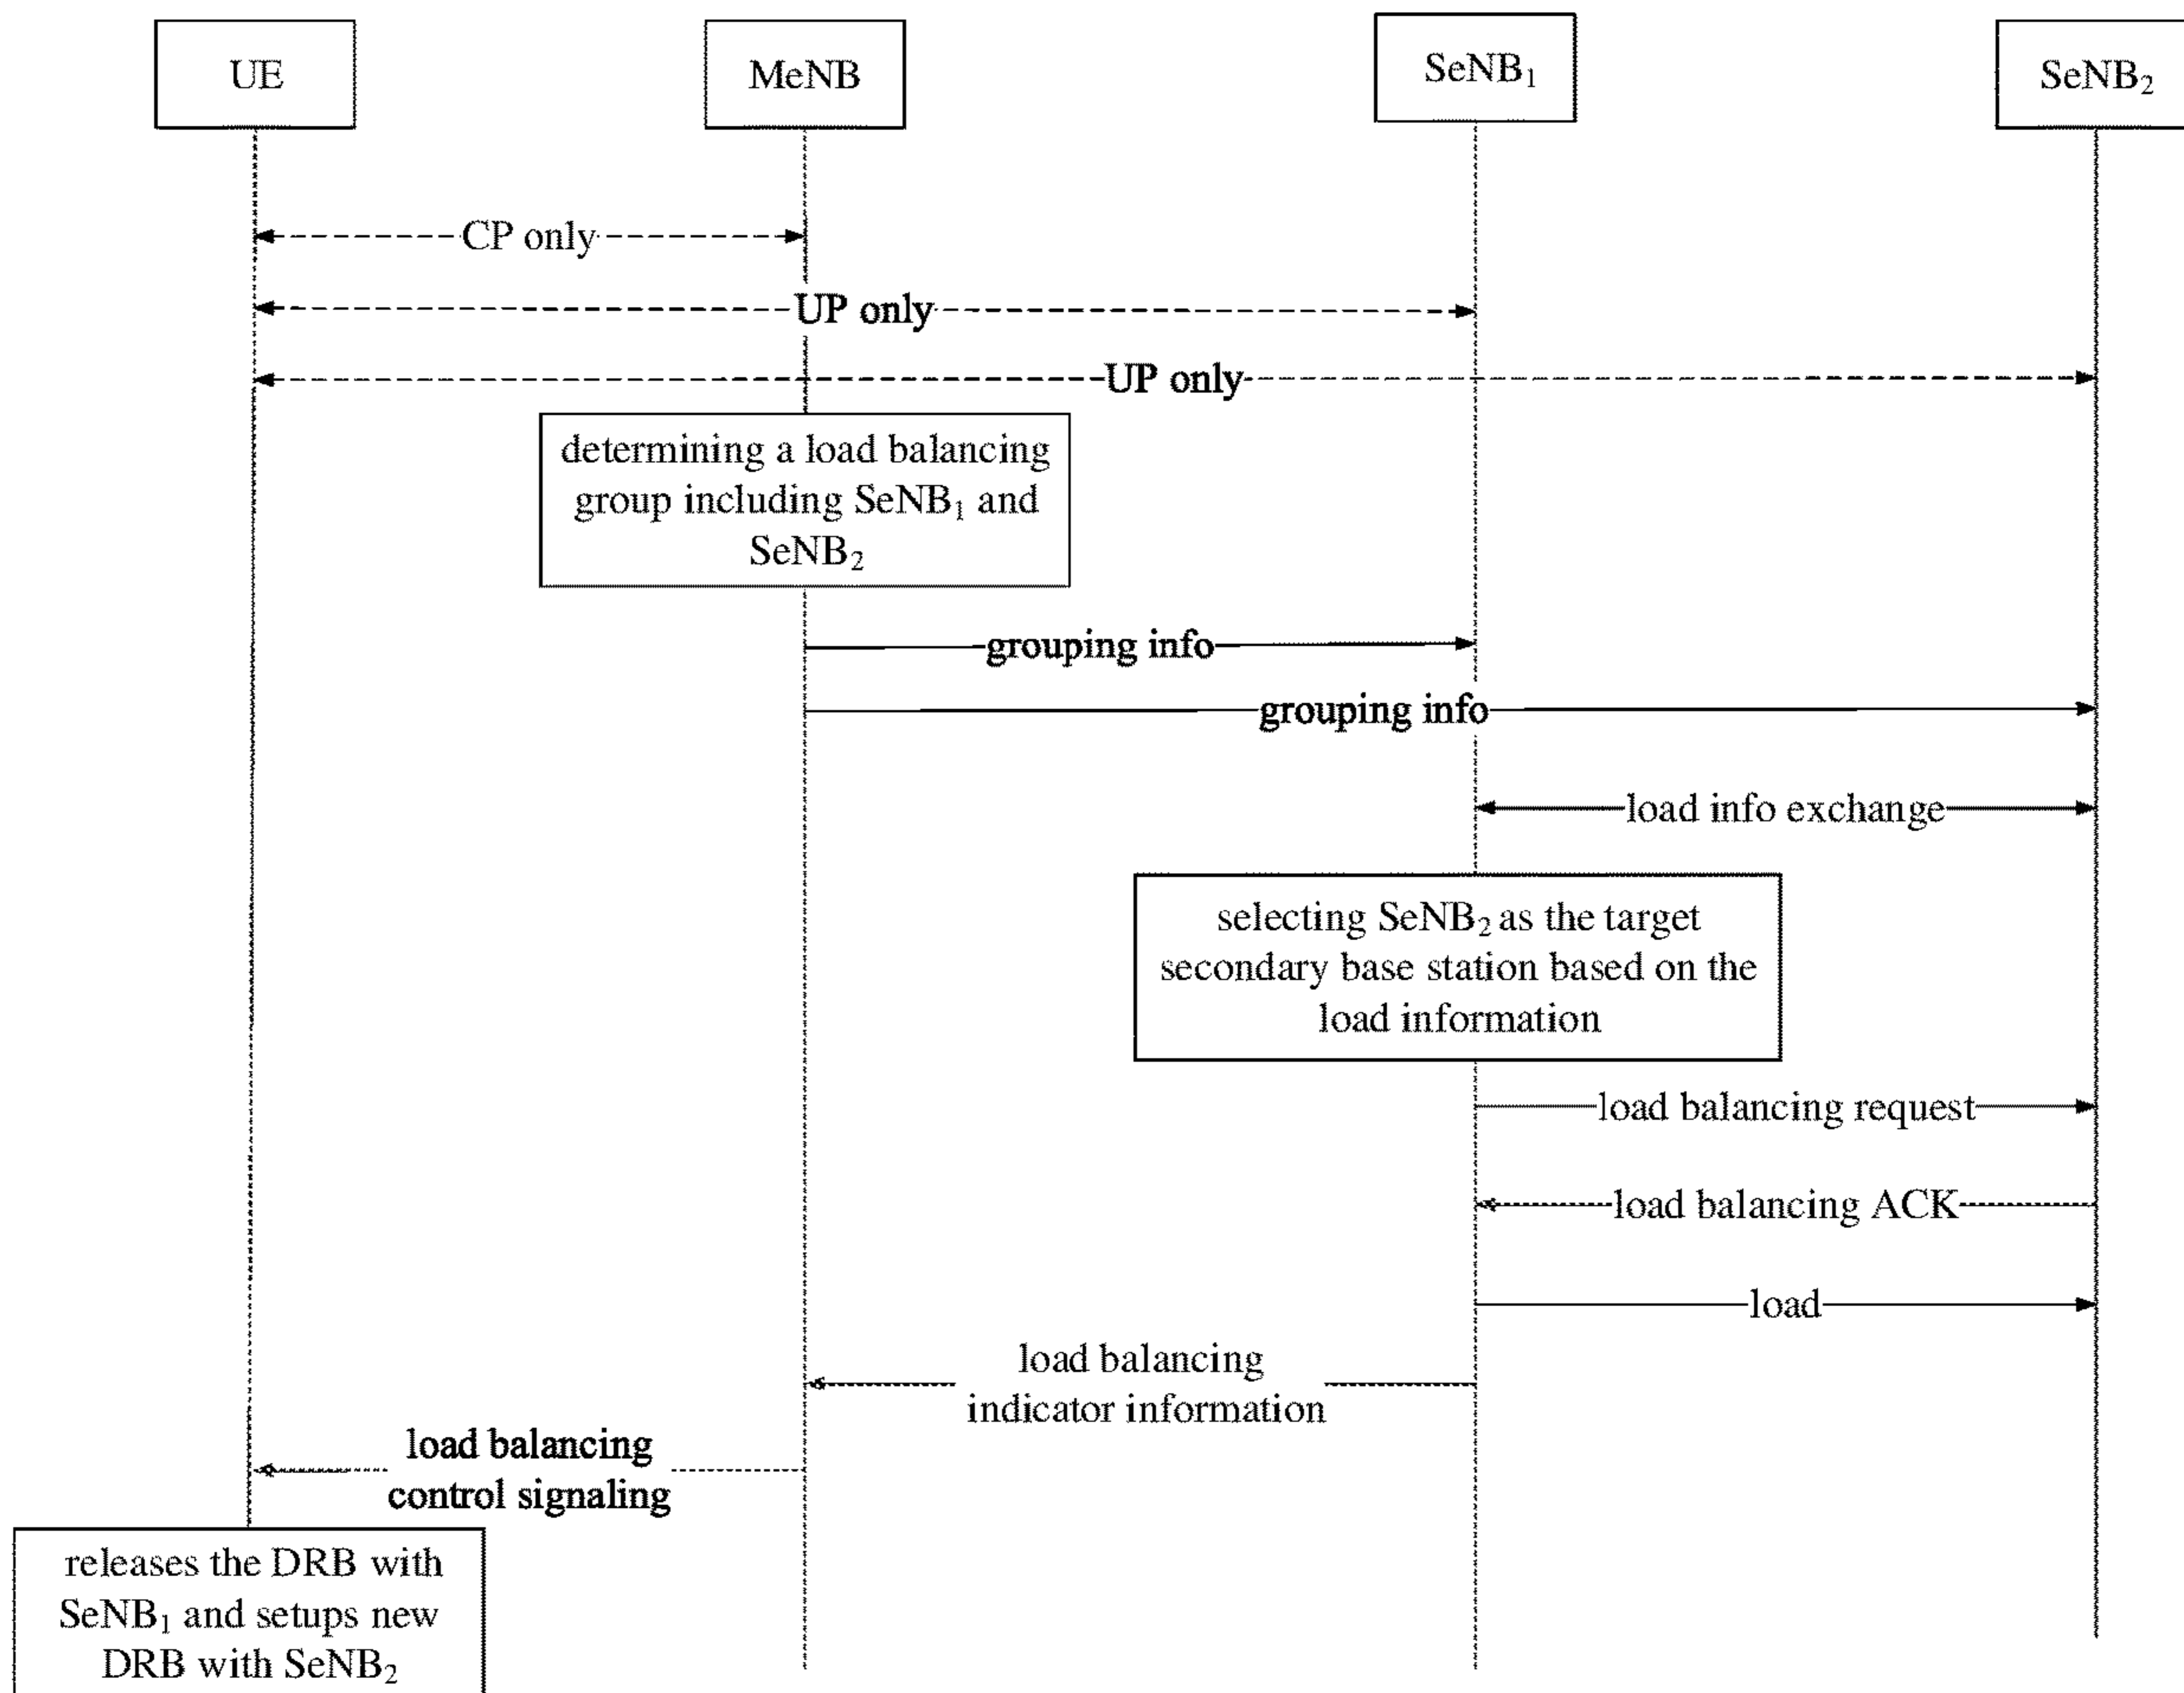 UE
MeNB
SeNB₁
SeNB₂
CP only
UP only
UP only
determining a load balancing
group including SeNB₁ and
SeNB₂
grouping info
grouping info
load info exchange
selecting SeNB₂ as the target
secondary base station based on the
load information
load balancing request
load balancing ACK
load
load balancing
indicator information
load balancing
control signaling
releases the DRB with
SeNB₁ and setups new
DRB with SeNB₂